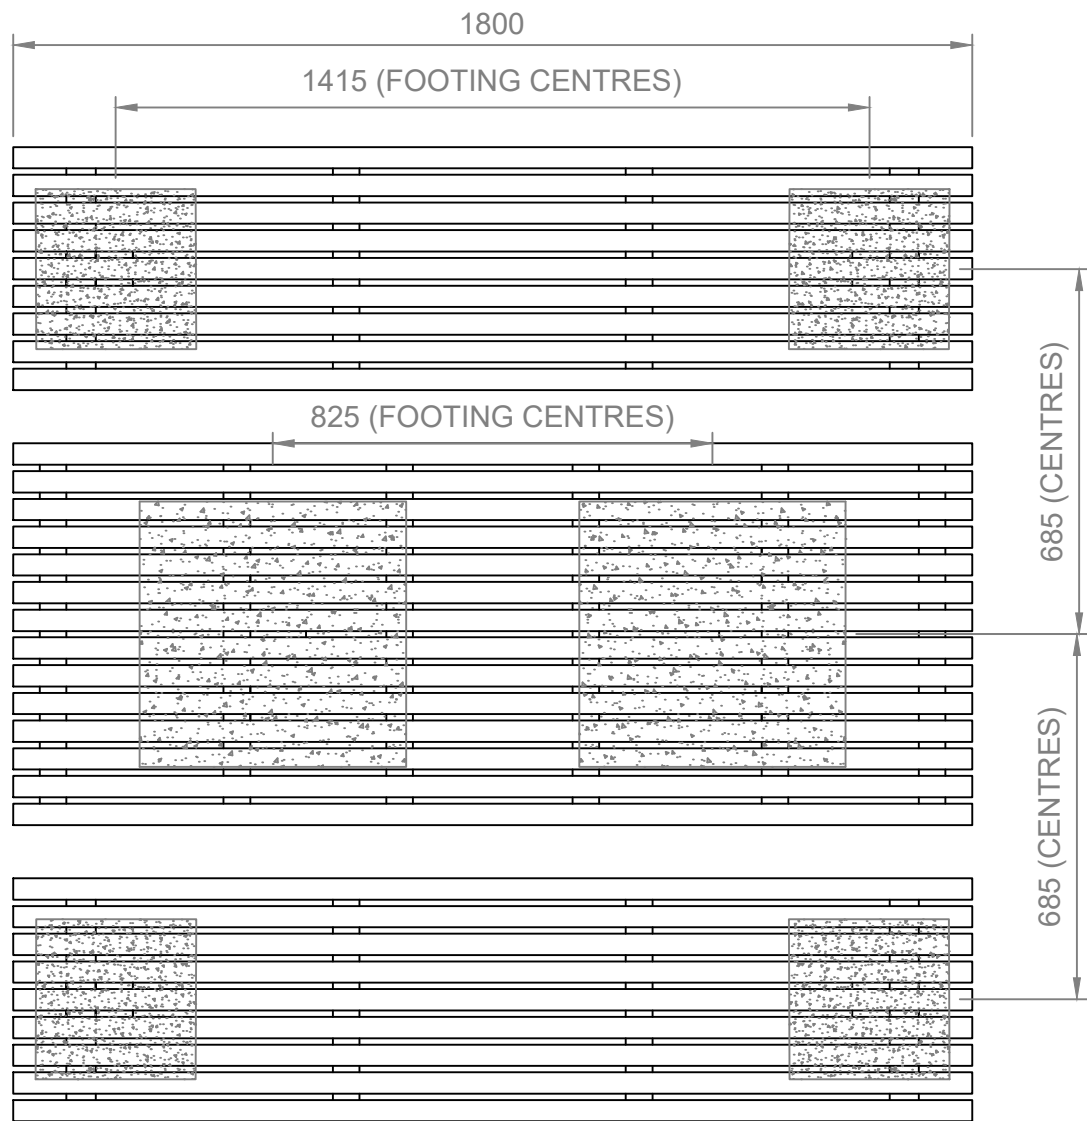 1800
1415 (FOOTING CENTRES)
825 (FOOTING CENTRES)
685 (CENTRES)
685 (CENTRES)